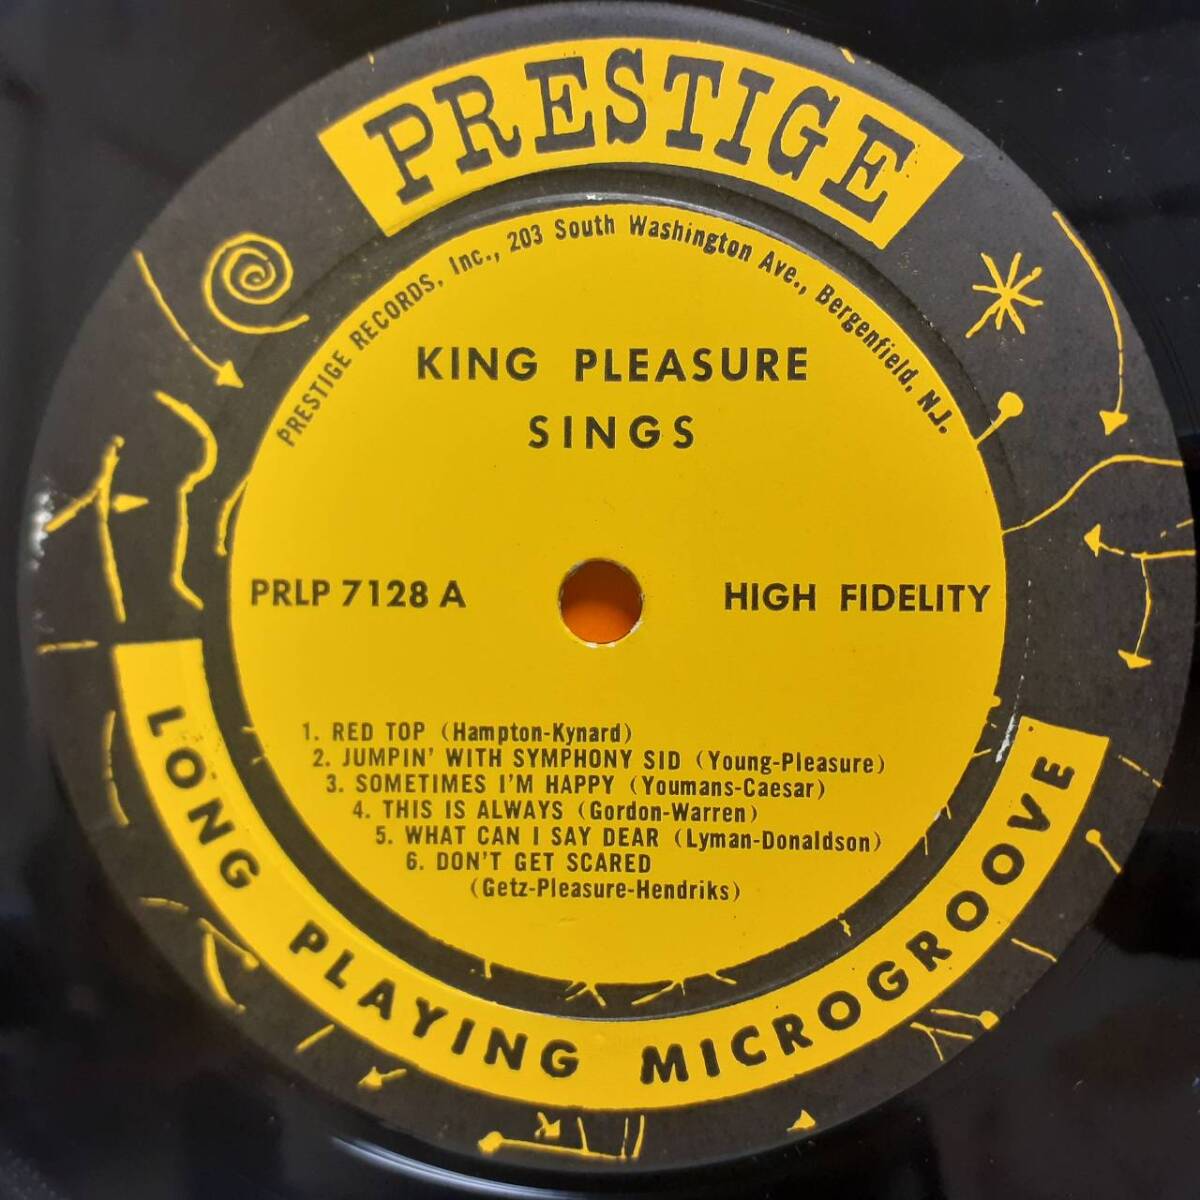 PRESTIGE
PRESTIGE RECORDS, Inc., 203 South Washington Ave., Bergenfield, N.J.
KING PLEASURE
SINGS
PRLP 7128 A
HIGH FIDELITY
1. RED TOP (Hampton-Kynard)
2. JUMPIN' WITH SYMPHONY SID (Young-Pleasure)
3. SOMETIMES I'M HAPPY (Youmans-Caesar)
4. THIS IS ALWAYS (Gordon-Warren)
5. WHAT CAN I SAY DEAR (Lyman-Donaldson)
6. DON'T GET SCARED
(Getz-Pleasure-Hendriks)
LONG PLAYING MICROGROOVE